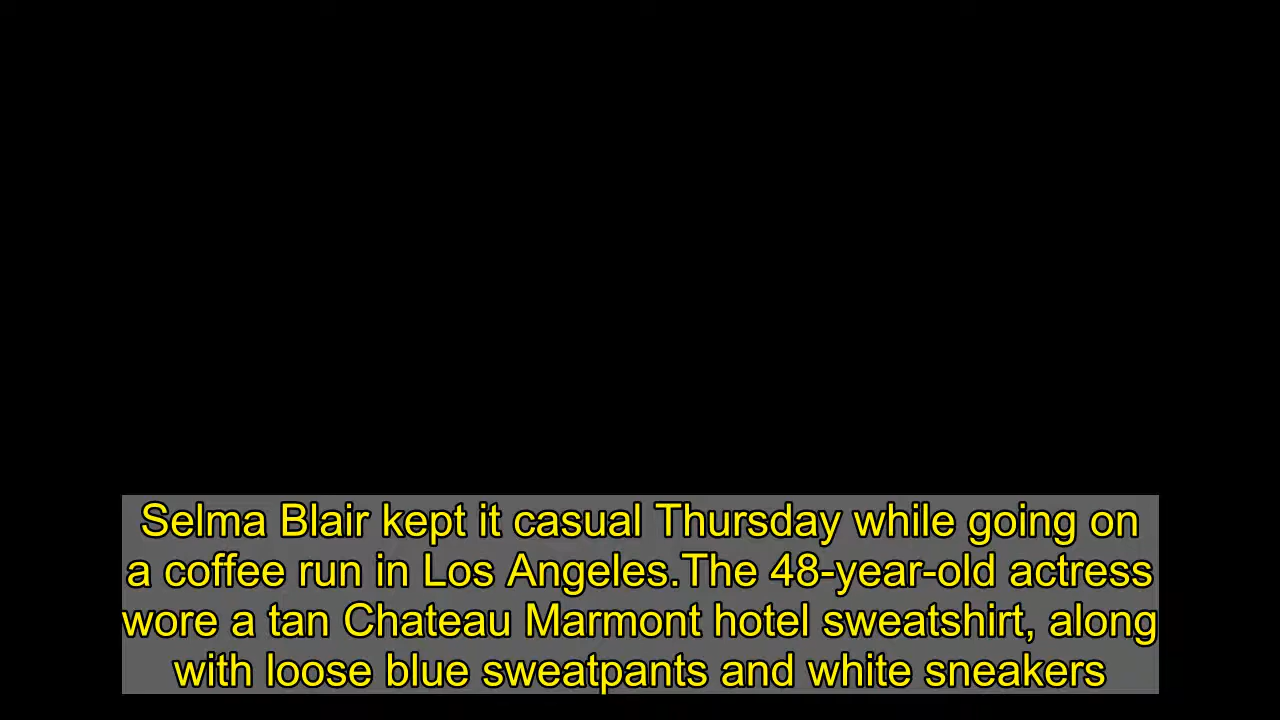 Selma Blair kept it casual Thursday while going on
a coffee run in Los Angeles.The 48-year-old actress
wore a tan Chateau Marmont hotel sweatshirt, along
with loose blue sweatpants and white sneakers